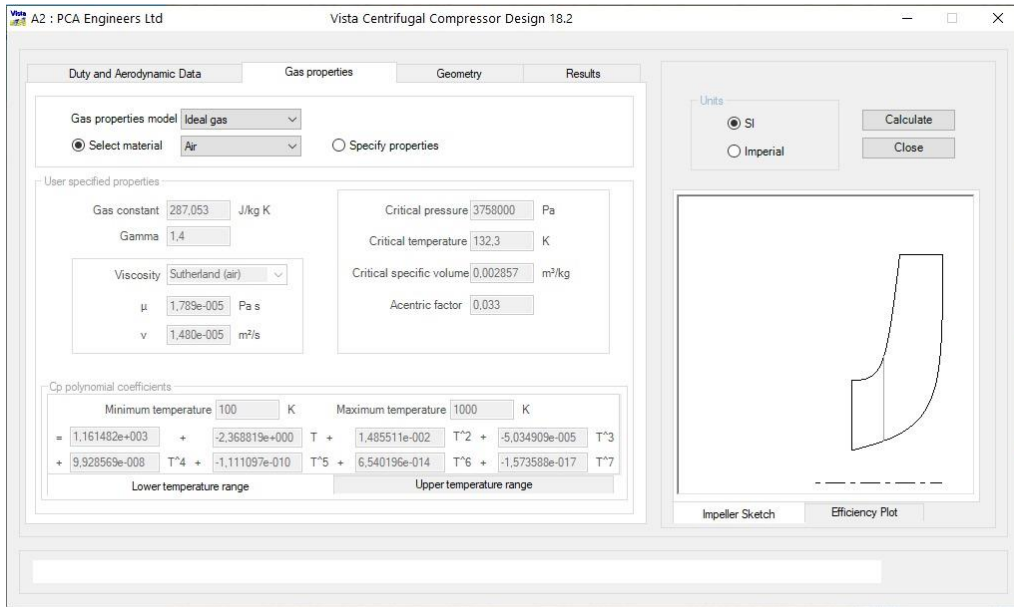 Vista A2 : PCA Engineers Ltd Vista Centrifugal Compressor Design 18.2
Duty and Aerodynamic Data Gas properties Geometry Results
Gas properties model Ideal gas
Select material Air Specify properties
User specified properties
Gas constant 287,053 J/kg K
Gamma 1,4
Viscosity Sutherland (air)
μ 1,789e-005 Pa s
ν 1,480e-005 m²/s
Critical pressure 3758000 Pa
Critical temperature 132,3 K
Critical specific volume 0,002857 m³/kg
Acentric factor 0,033
Cp polynomial coefficients
Minimum temperature 100 K Maximum temperature 1000 K
= 1,161482e+003 + -2,368819e+000 T + 1,485511e-002 T^2 + -5,034909e-005 T^3
+ 9,928569e-008 T^4 + -1,111097e-010 T^5 + 6,540196e-014 T^6 + -1,573588e-017 T^7
Lower temperature range Upper temperature range
Units
SI
Imperial
Calculate
Close
Impeller Sketch Efficiency Plot